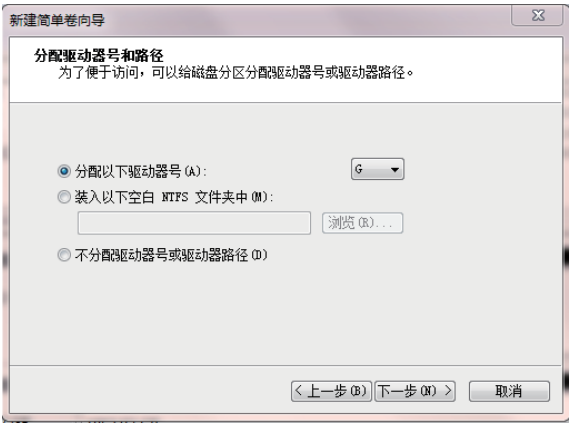 新建简单卷向导
分配驱动器号和路径
为了便于访问，可以给磁盘分区分配驱动器号或驱动器路径。
分配以下驱动器号(A): G
装入以下空白 NTFS 文件夹中(M):
浏览(R)...
不分配驱动器号或驱动器路径(D)
< 上一步(B) 下一步(N) > 取消